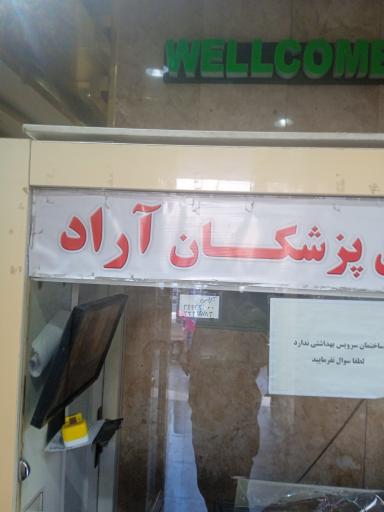 WELLCOME
پزشکان آراد
ساختمان سرویس بهداشتی ندارد
لطفا سوال نفرمایید